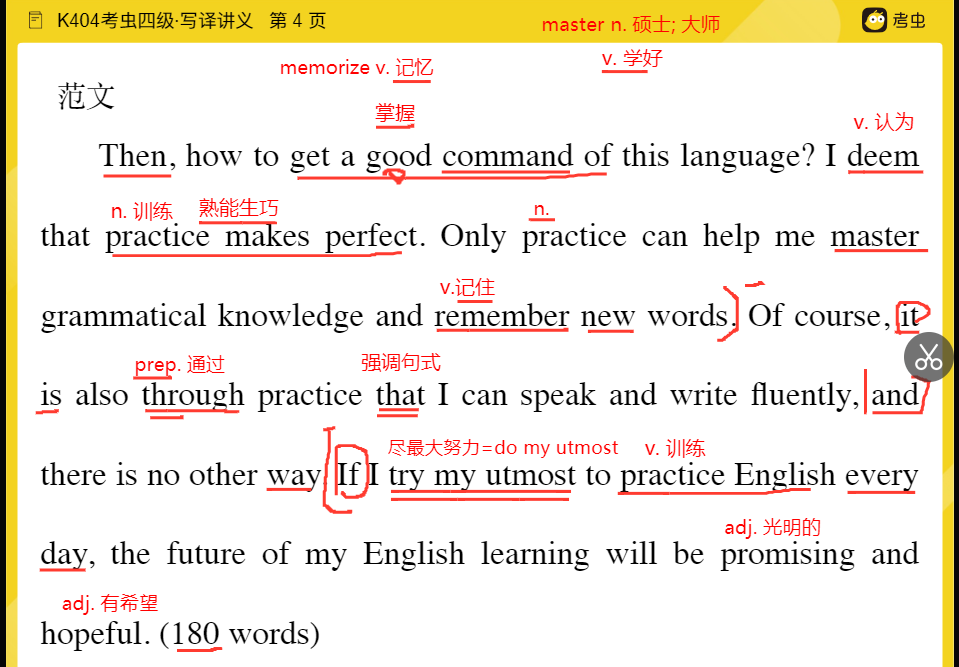 K404考虫四级·写译讲义 第 4 页
考虫
master n. 硕士; 大师
memorize v. 记忆
v. 学好
范文
掌握
v. 认为
Then, how to get a good command of this language? I deem
n. 训练 熟能生巧 n.
that practice makes perfect. Only practice can help me master
v.记住
grammatical knowledge and remember new words. Of course, it
prep. 通过 强调句式
is also through practice that I can speak and write fluently, and
尽最大努力=do my utmost v. 训练
there is no other way. If I try my utmost to practice English every
adj. 光明的
day, the future of my English learning will be promising and
adj. 有希望
hopeful. (180 words)